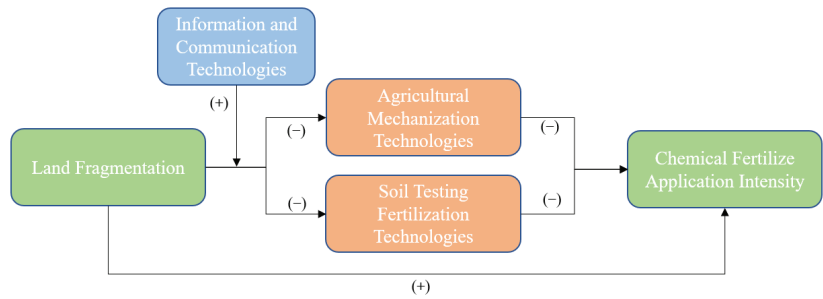 Information and
Communication
Technologies
(+)
Agricultural
Mechanization
Technologies
(−)
(−)
Land Fragmentation
Chemical Fertilize
Application Intensity
Soil Testing
Fertilization
Technologies
(−)
(−)
(+)